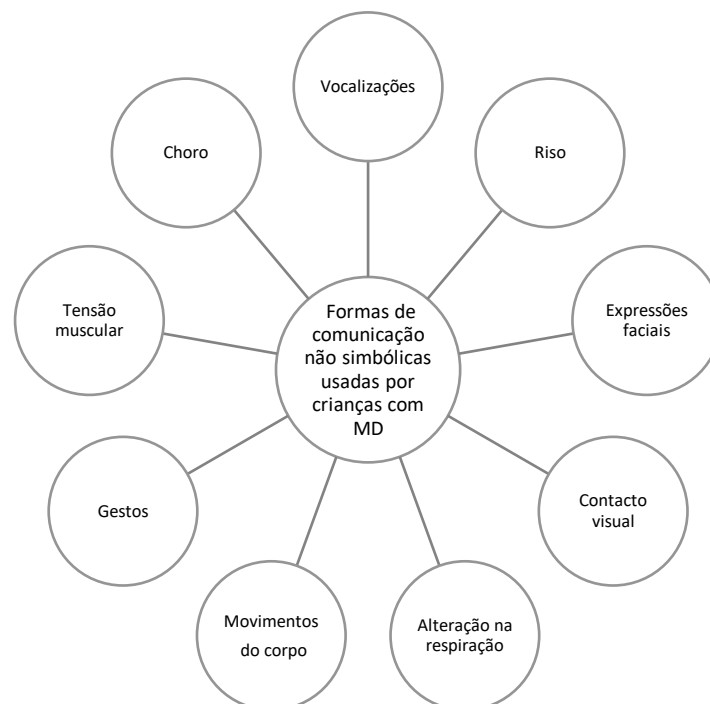 Vocalizações
Riso
Expressões
faciais
Contacto
visual
Alteração na
respiração
Movimentos
do corpo
Gestos
Tensão
muscular
Choro
Formas de
comunicação
não simbólicas
usadas por
crianças com
MD